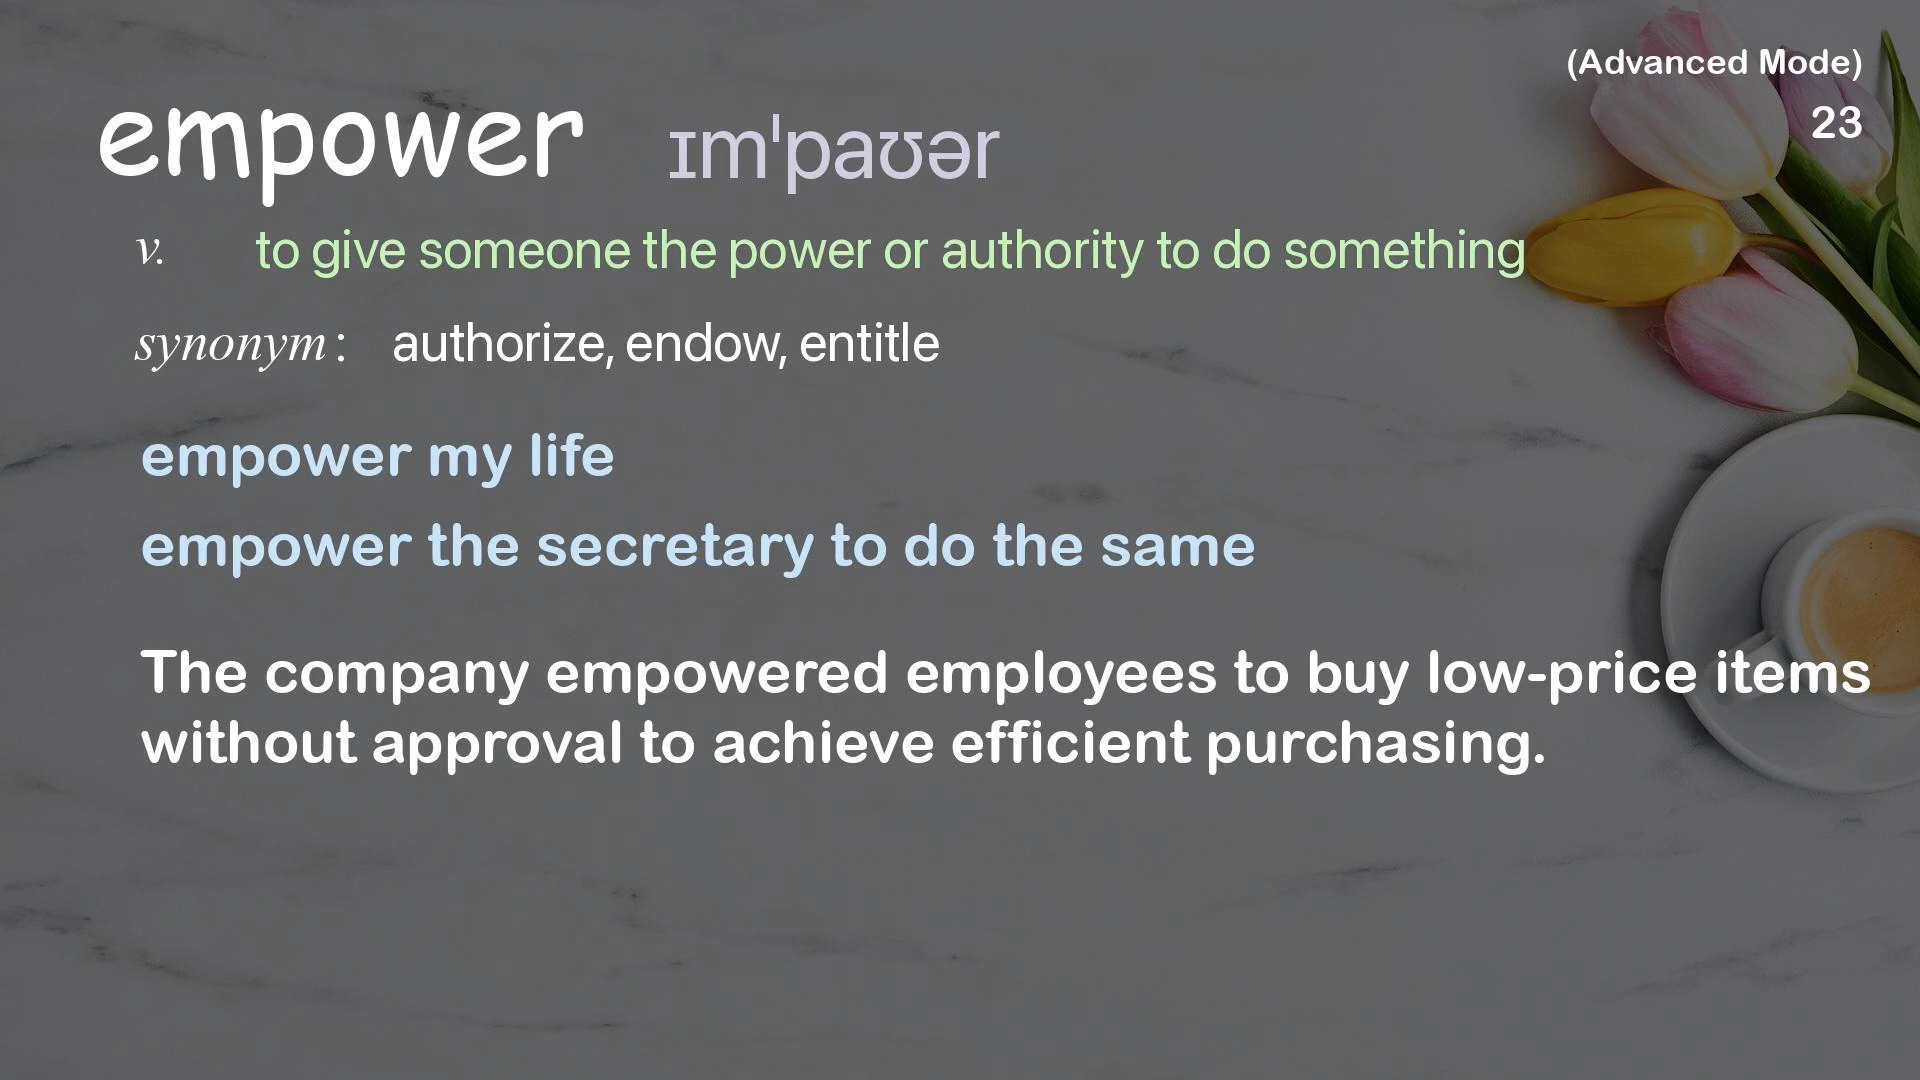 (Advanced Mode)
23
empower ɪmˈpaʊər
v. to give someone the power or authority to do something
synonym: authorize, endow, entitle
empower my life
empower the secretary to do the same
The company empowered employees to buy low-price items
without approval to achieve efficient purchasing.